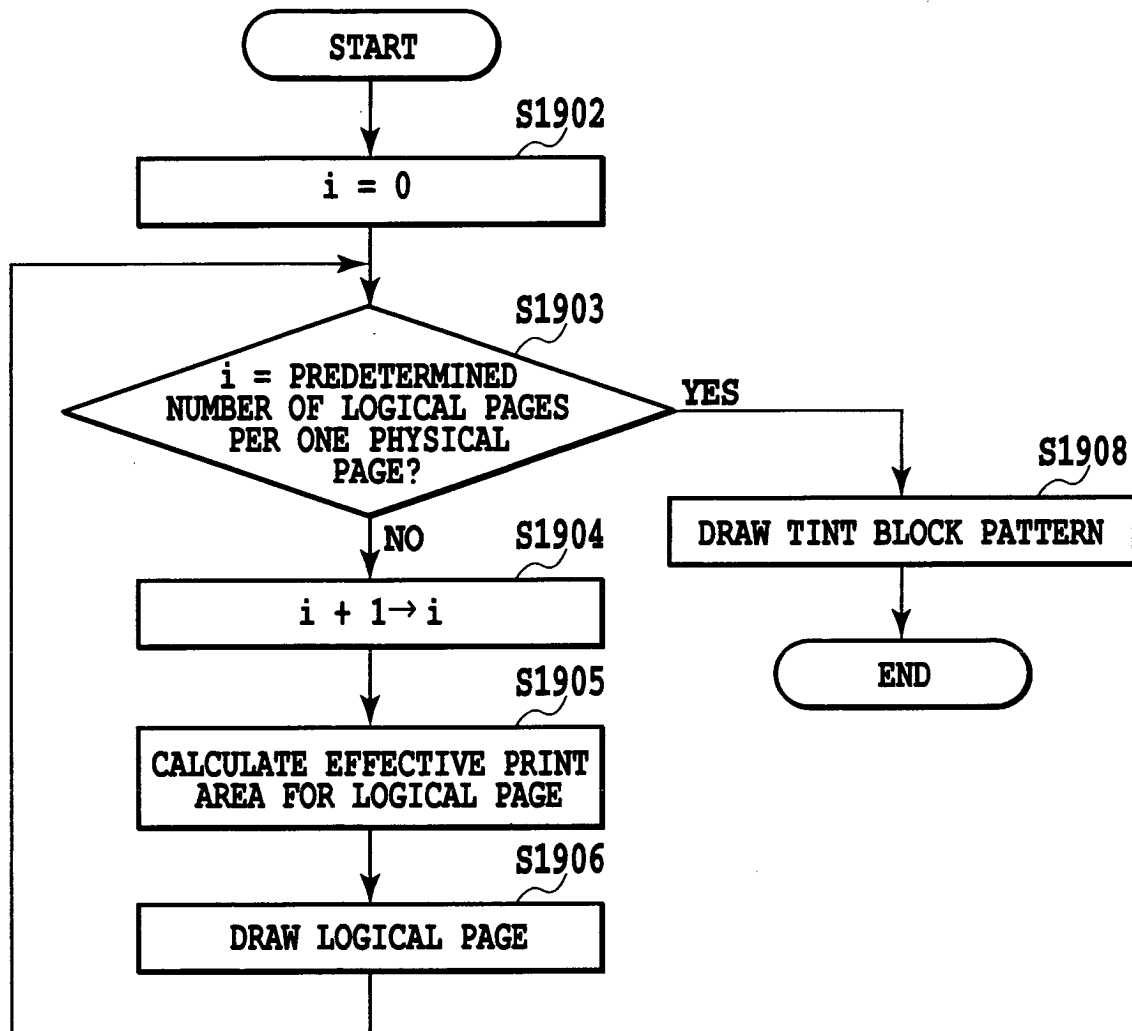 START
S1902
i = 0
S1903
i = PREDETERMINED
NUMBER OF LOGICAL PAGES
PER ONE PHYSICAL
PAGE?
YES
NO
S1904
i + 1→ i
S1905
CALCULATE EFFECTIVE PRINT
AREA FOR LOGICAL PAGE
S1906
DRAW LOGICAL PAGE
S1908
DRAW TINT BLOCK PATTERN
END